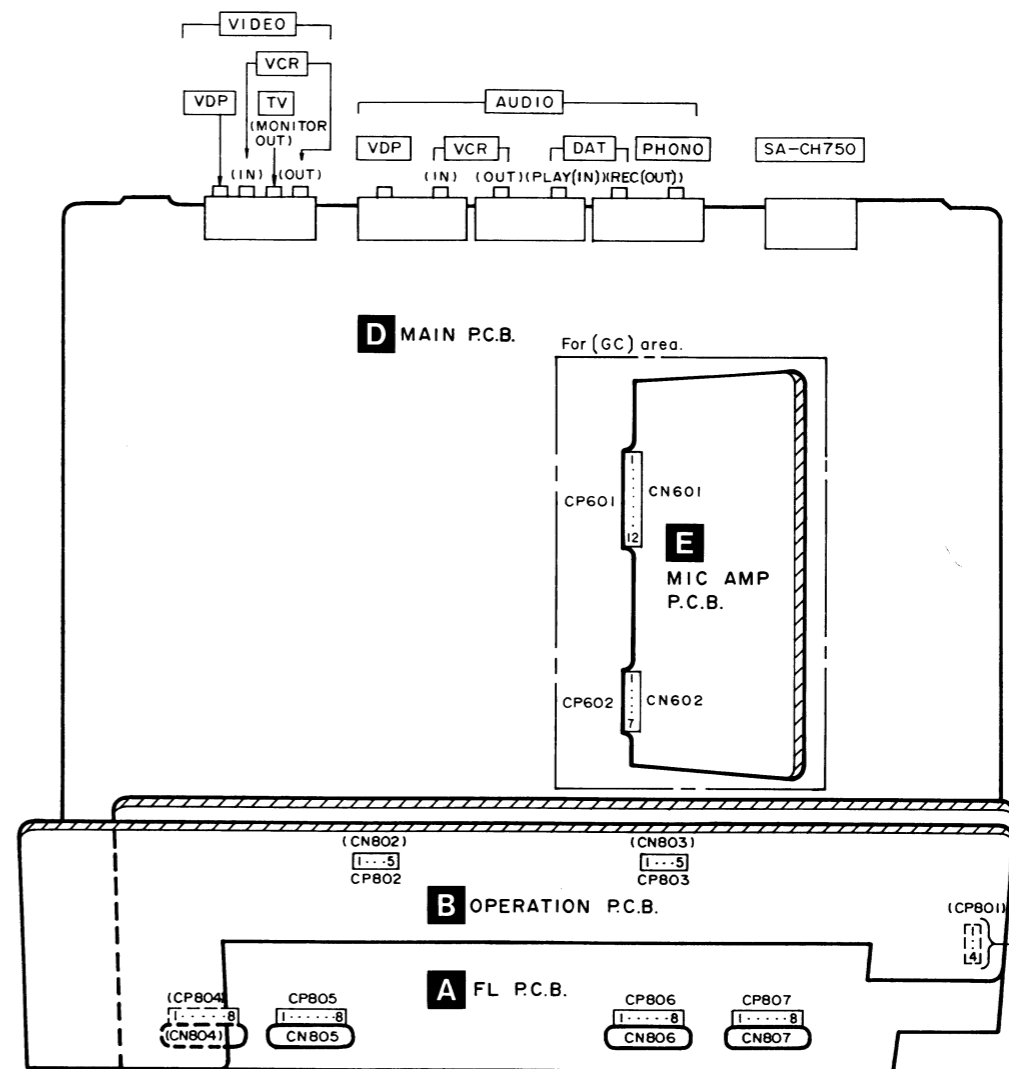 VIDEO
VCR
VDP
TV
(MONITOR
OUT)
(IN)
(OUT)
AUDIO
VDP
VCR
DAT
PHONO
SA-CH750
(IN)
(OUT)
(PLAY(IN))
(REC(OUT))
D MAIN P.C.B.
For (GC) area.
1
CP601
CN601
12
E
MIC AMP
P.C.B.
1
CP602
CN602
7
(CN802)
1···5
CP802
(CN803)
1···5
CP803
B OPERATION P.C.B.
(CP801)
1
4
A FL P.C.B.
(CP804)
1·····8
(CN804)
CP805
1·····8
CN805
CP806
1·····8
CN806
CP807
1·····8
CN807